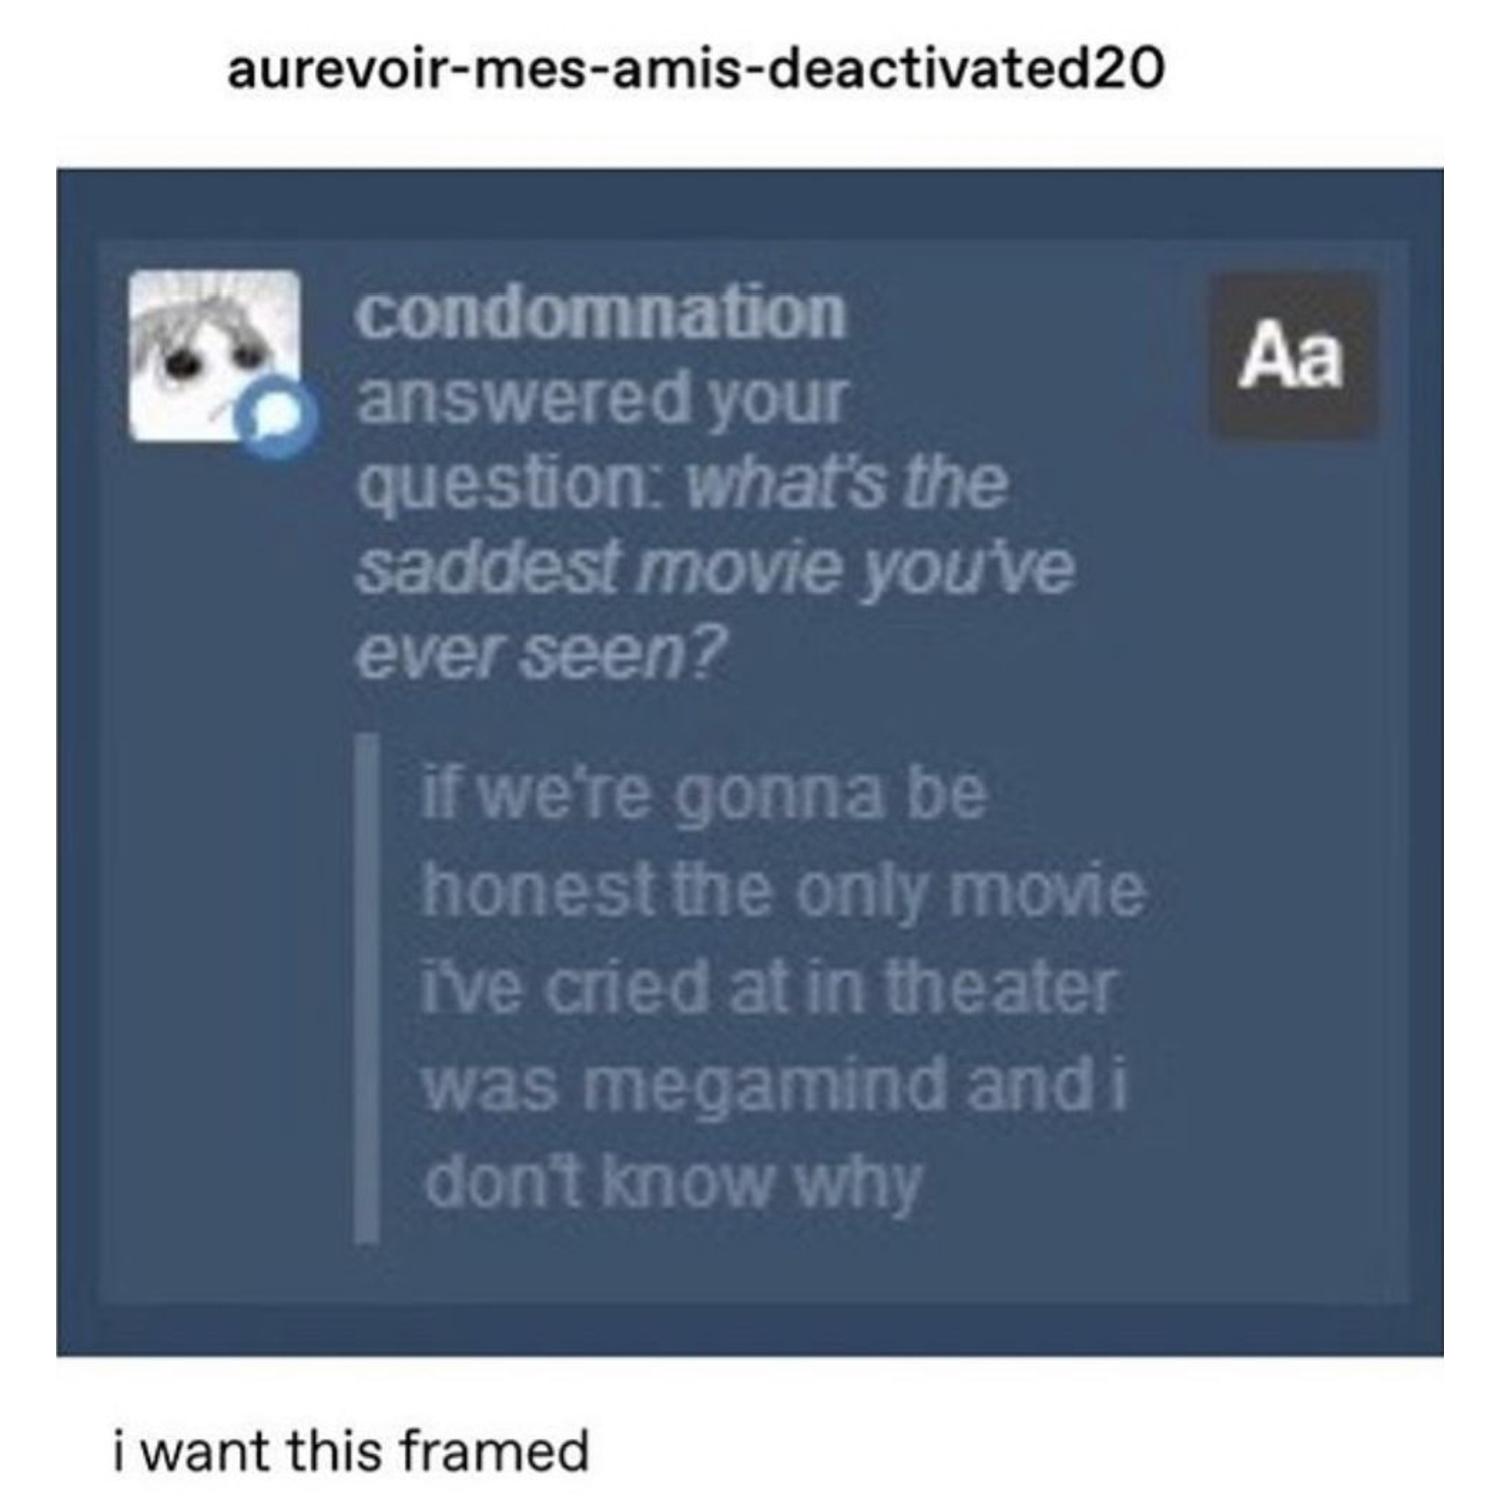 aurevoir-mes-amis-deactivated20
condomnation
Aa
answered your
question: what's the
saddest movie you've
ever seen?
if we're gonna be
honest the only movie
i've cried at in theater
was megamind and i
don't know why
i want this framed